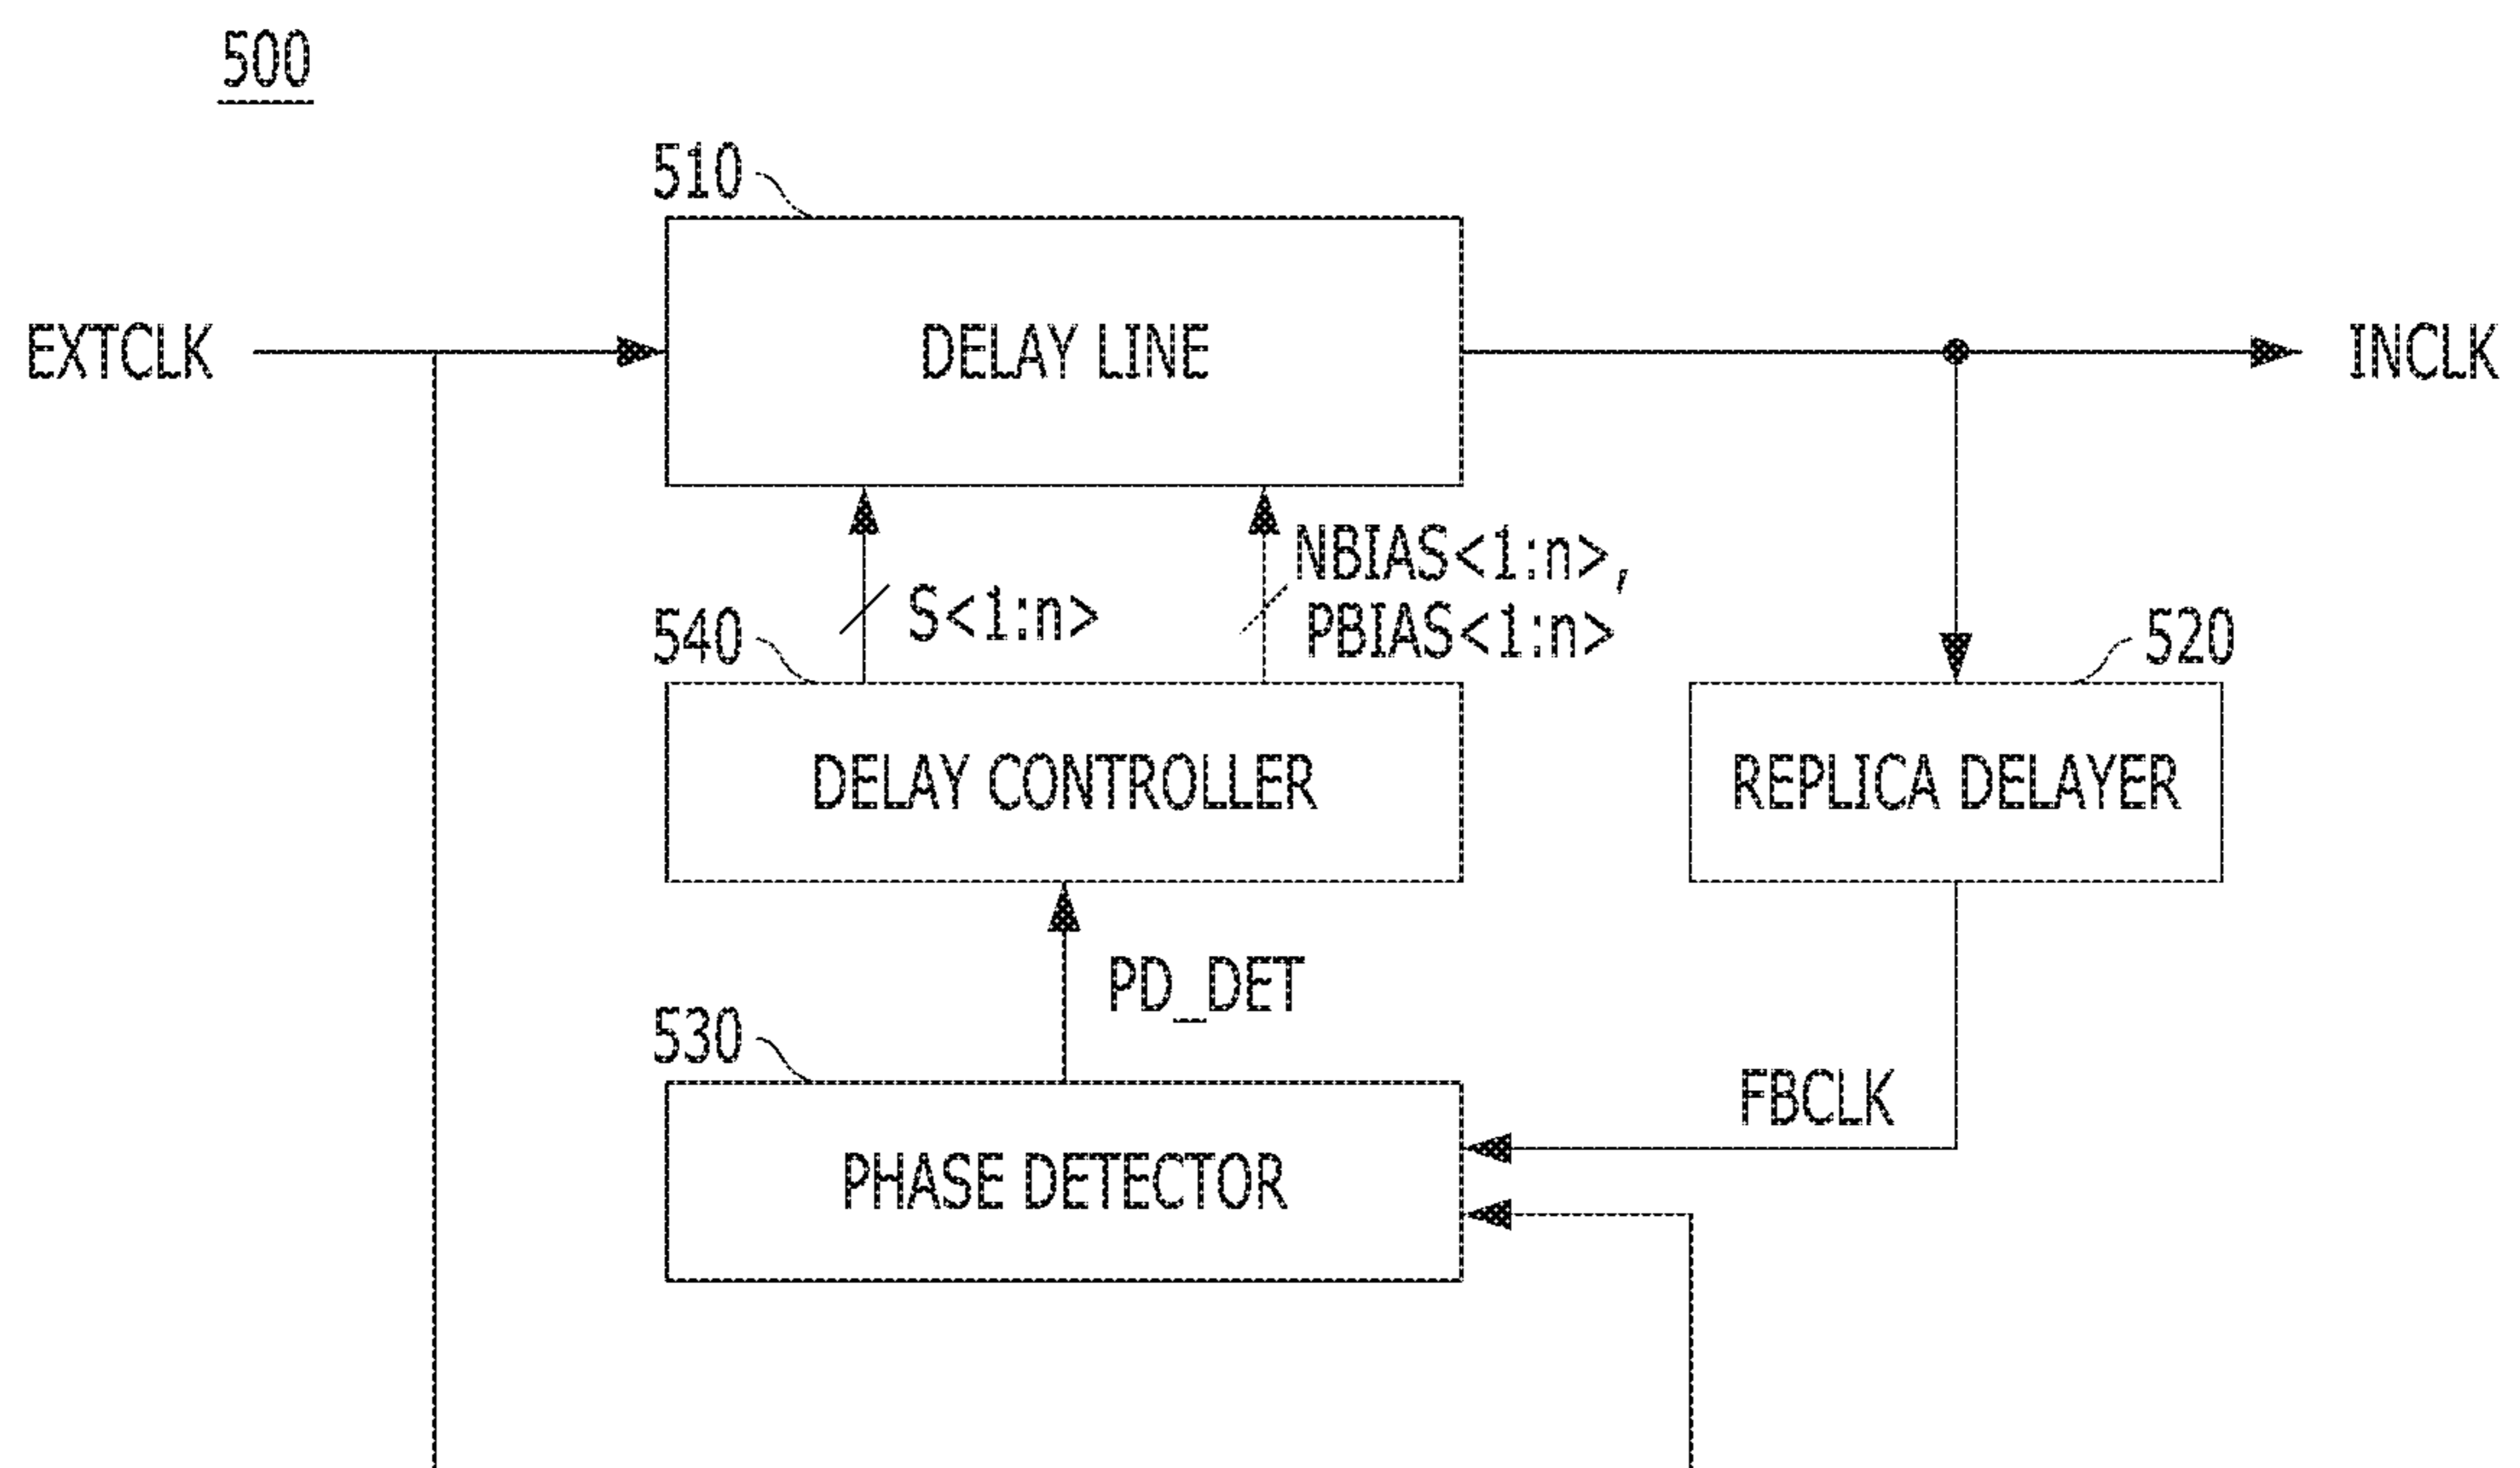 500
510
EXTCLK
DELAY LINE
INCLK
NBIAS<1:n>,
S<1:n>
PBIAS<1:n>
540
520
DELAY CONTROLLER
REPLICA DELAYER
PD_DET
530
FBCLK
PHASE DETECTOR